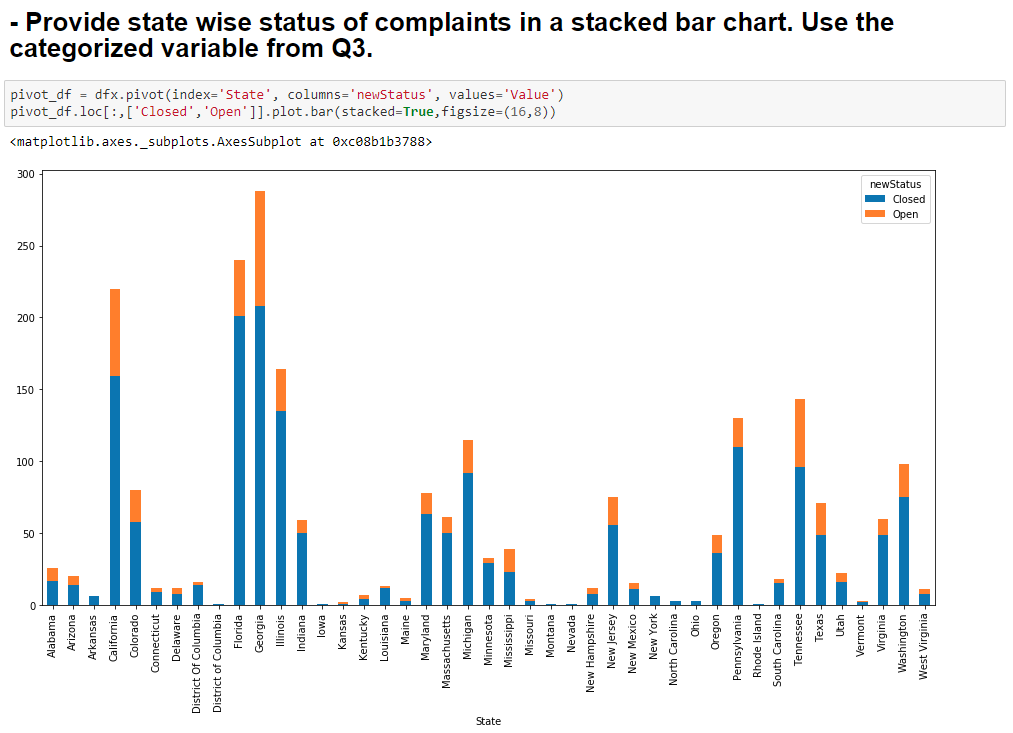 - Provide state wise status of complaints in a stacked bar chart. Use the
categorized variable from Q3.
pivot_df = dfx.pivot(index='State', columns='newStatus', values='Value')
pivot_df.loc[:,['Closed','Open']].plot.bar(stacked=True,figsize=(16,8))
<matplotlib.axes._subplots.AxesSubplot at 0xc08b1b3788>
newStatus
Closed
Open
300
250
200
150
100
50
0
Alabama
Arizona
Arkansas
California
Colorado
Connecticut
Delaware
District Of Columbia
District of Columbia
Florida
Georgia
Illinois
Indiana
Iowa
Kansas
Kentucky
Louisiana
Maine
Maryland
Massachusetts
Michigan
Minnesota
Mississippi
Missouri
Montana
Nevada
New Hampshire
New Jersey
New Mexico
New York
North Carolina
Ohio
Oregon
Pennsylvania
Rhode Island
South Carolina
Tennessee
Texas
Utah
Vermont
Virginia
Washington
West Virginia
State